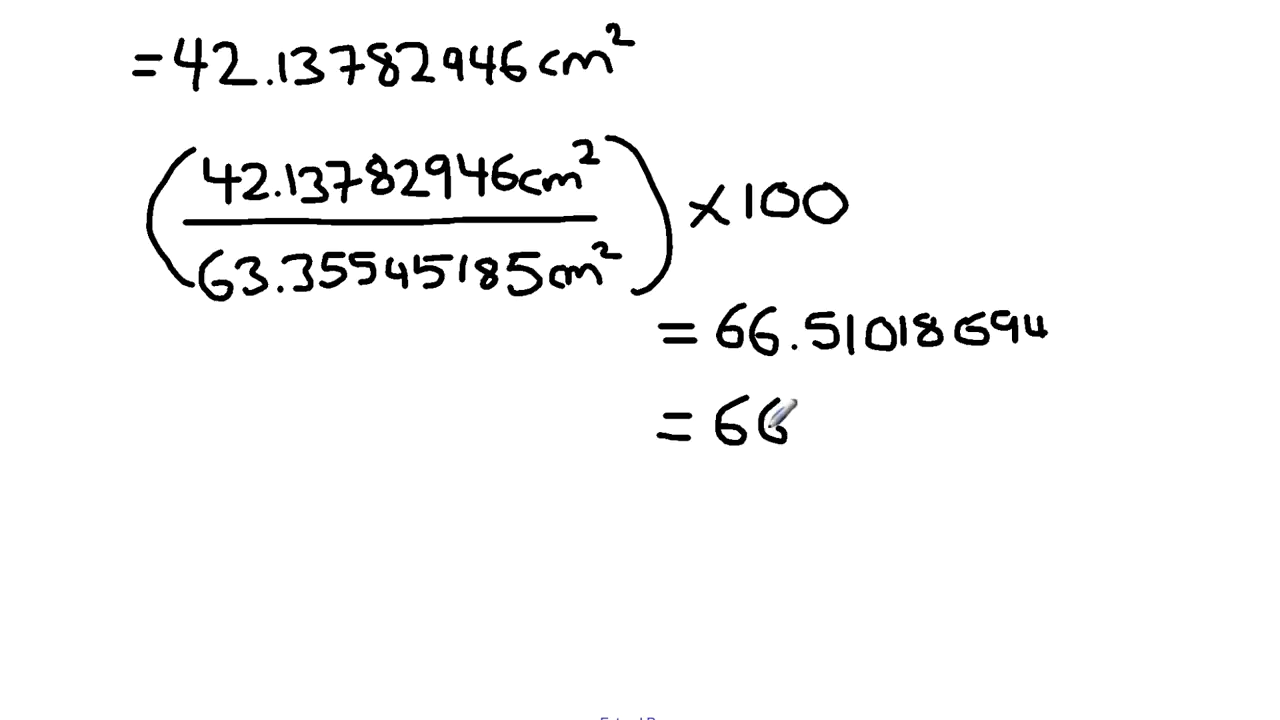 =42.13782946cm²
(42.13782946cm²
63.35545185cm²) ×100
=66.51018694
=66